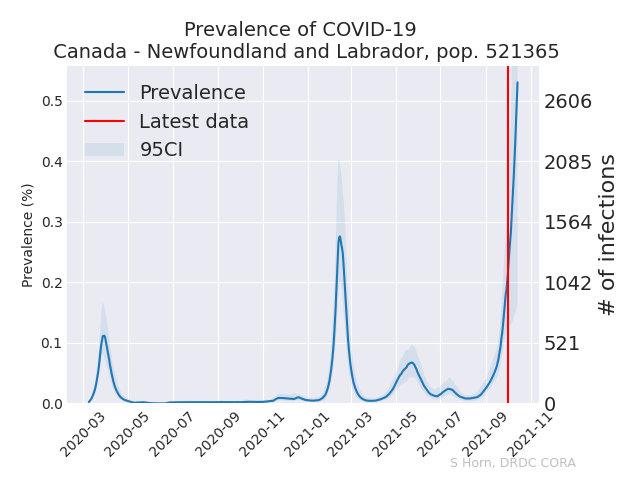 Prevalence of COVID-19
Canada - Newfoundland and Labrador, pop. 521365
Prevalence
Latest data
95CI
Prevalence (%)
0.5
0.4
0.3
0.2
0.1
0.0
2606
2085
1564
1042
521
0
# of infections
2020-03
2020-05
2020-07
2020-09
2020-11
2021-01
2021-03
2021-05
2021-07
2021-09
2021-11
S Horn, DRDC CORA